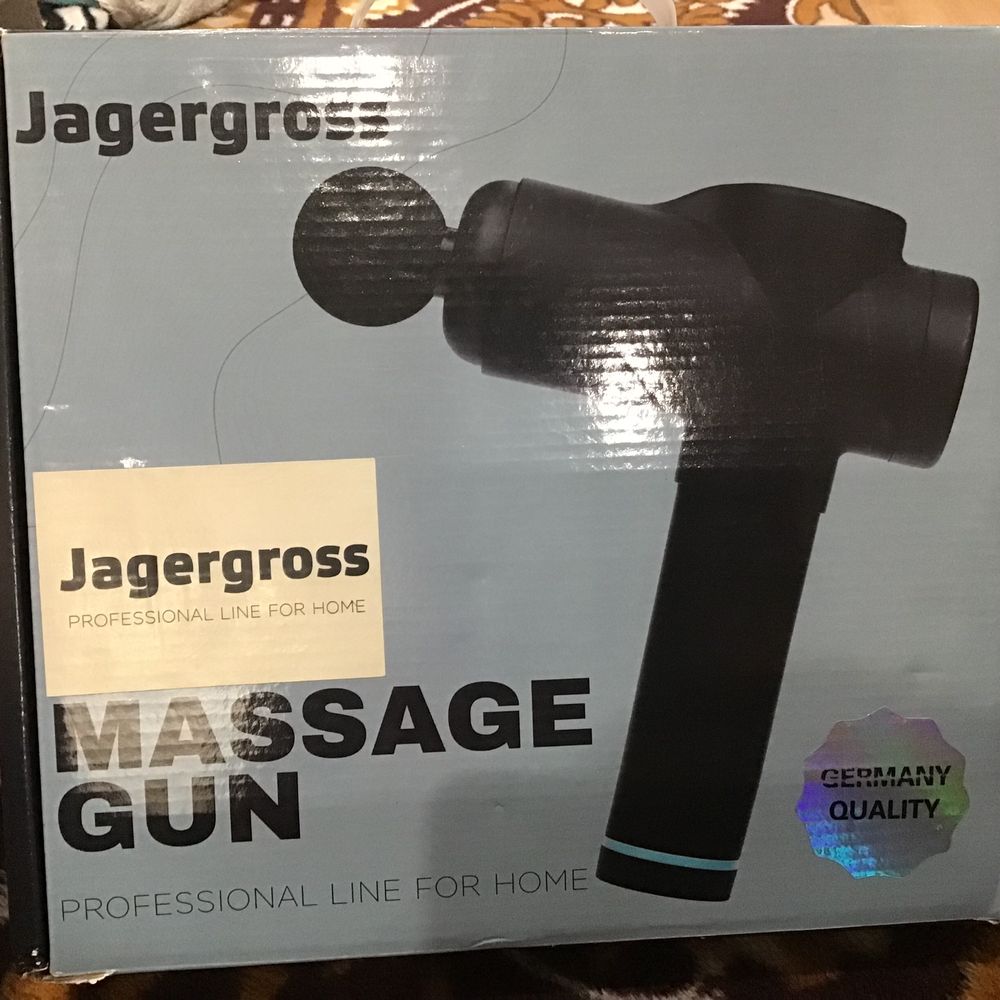 Jagergross
Jagergross
PROFESSIONAL LINE FOR HOME
MASSAGE
GUN
PROFESSIONAL LINE FOR HOME
GERMANY
QUALITY